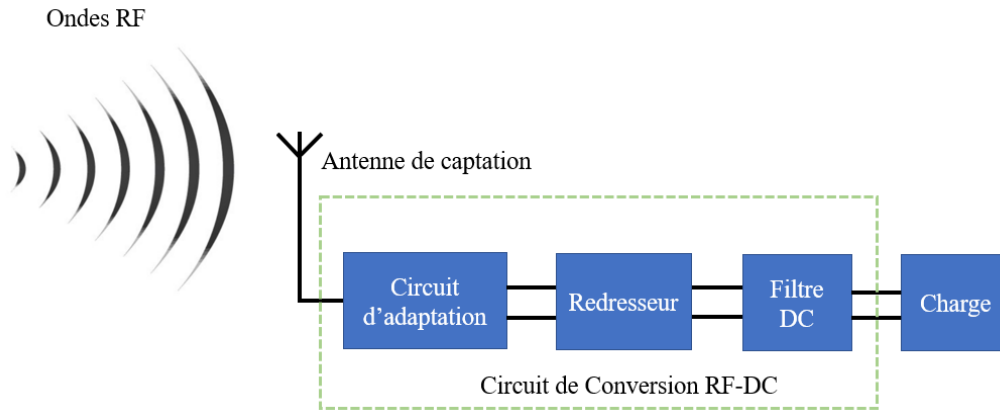 Ondes RF
Antenne de captation
Circuit
d’adaptation
Redresseur
Filtre
DC
Charge
Circuit de Conversion RF-DC